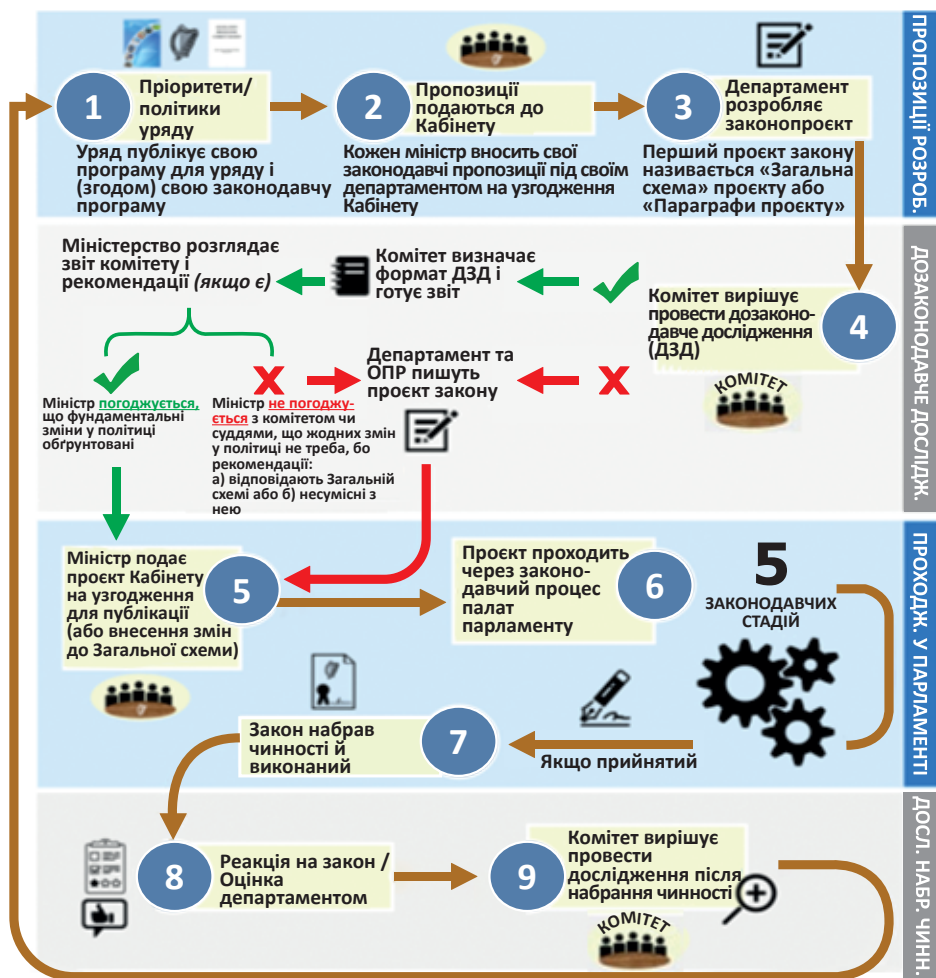 1
Пріоритети/
політики
уряду
Уряд публікує свою
програму для уряду і
(згодом) свою законодавчу
програму
2
Пропозиції
подаються до
Кабінету
Кожен міністр вносить свої
законодавчі пропозиції під своїм
департаментом на узгодження
Кабінету
3
Департамент
розробляє
законопроєкт
Перший проєкт закону
називається «Загальна
схема» проєкту або
«Параграфи проєкту»
ПРОПОЗИЦІЇ РОЗРОБ.
4
Комітет вирішує
провести дозаконо-
давче дослідження
(ДЗД)
КОМІТЕТ
Комітет визначає
формат ДЗД і
готує звіт
Міністерство розглядає
звіт комітету і
рекомендації (якщо є)
Департамент та
ОПР пишуть
проєкт закону
Міністр погоджується,
що фундаментальні
зміни у політиці
обґрунтовані
Міністр не погоджу-
ється з комітетом чи
суддями, що жодних змін
у політиці не треба, бо
рекомендації:
а) відповідають Загальній
схемі або б) несумісні з
нею
ДОЗАКОНОДАВЧЕ ДОСЛІДЖ.
5
Міністр подає
проєкт Кабінету
на узгодження
для публікації
(або внесення змін
до Загальної схеми)
6
Проєкт проходить
через законо-
давчий процес
палат
парламенту
5
ЗАКОНОДАВЧИХ
СТАДІЙ
Якщо прийнятий
7
Закон набрав
чинності й
виконаний
ПРОХОДЖ. У ПАРЛАМЕНТІ
8
Реакція на закон /
Оцінка
департаментом
9
Комітет вирішує
провести
дослідження після
набрання чинності
КОМІТЕТ
ДОСЛ. НАБР. ЧИНН.